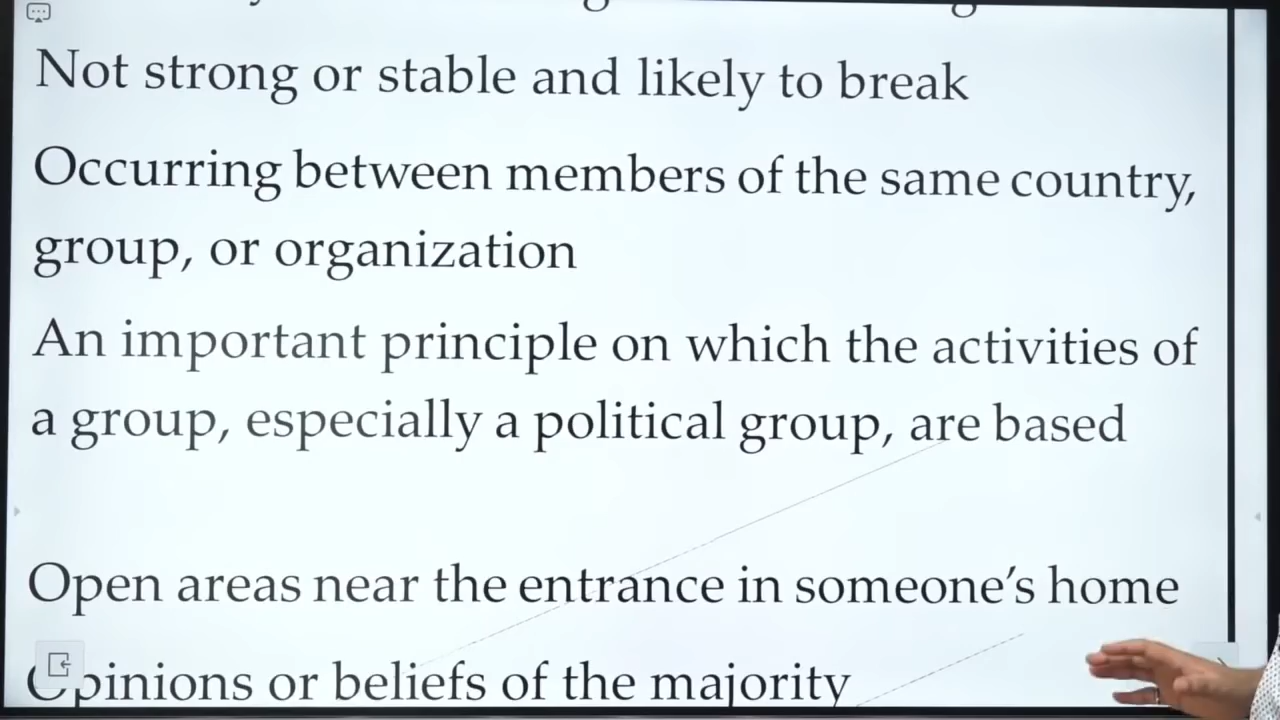 Not strong or stable and likely to break
Occurring between members of the same country,
group, or organization
An important principle on which the activities of
a group, especially a political group, are based
Open areas near the entrance in someone's home
Opinions or beliefs of the majority